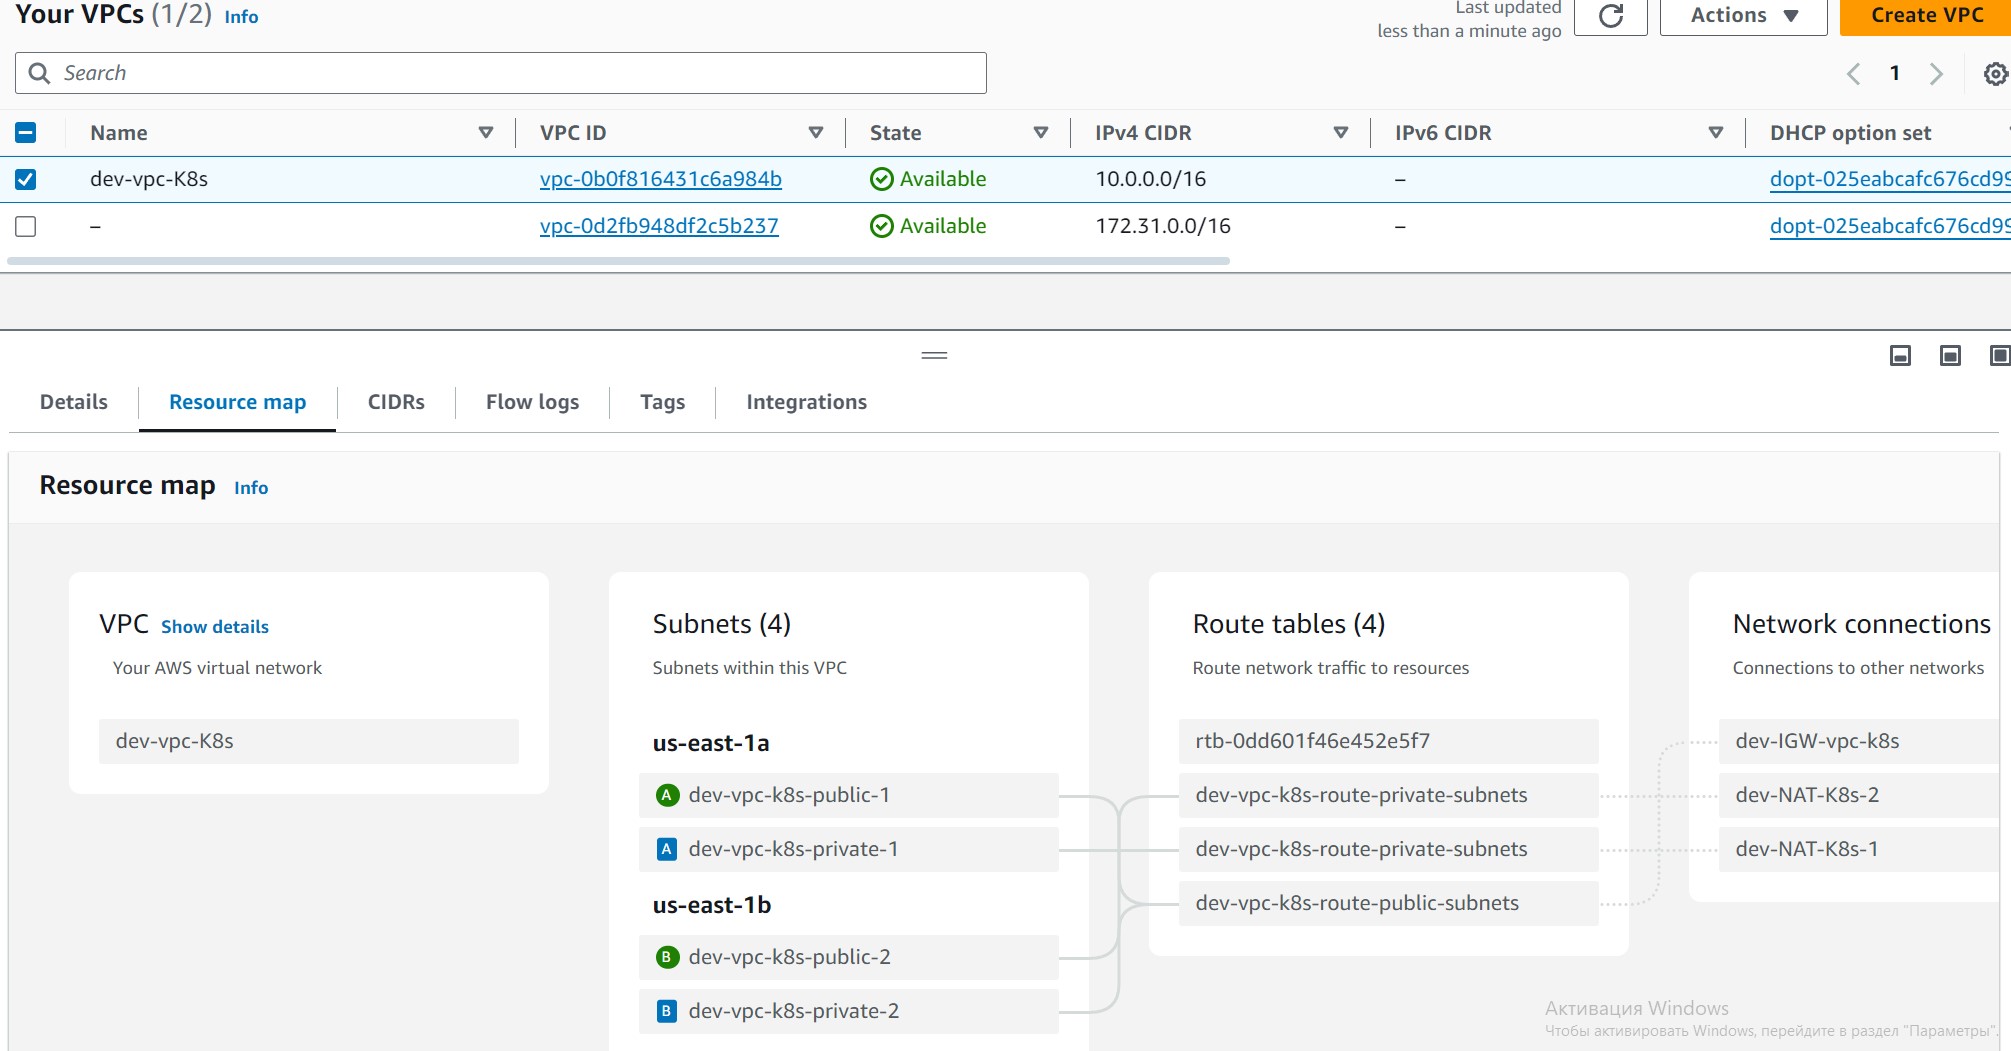 Your VPCs (1/2) Info
Last updated
less than a minute ago
Actions
Create VPC
Search
1
Name VPC ID State IPv4 CIDR IPv6 CIDR DHCP option set
dev-vpc-K8s vpc-0b0f816431c6a984b Available 10.0.0.0/16 – dopt-025eabcafc676cd99
– vpc-0d2fb948df2c5b237 Available 172.31.0.0/16 – dopt-025eabcafc676cd99
Details Resource map CIDRs Flow logs Tags Integrations
Resource map Info
VPC Show details
Your AWS virtual network
dev-vpc-K8s
Subnets (4)
Subnets within this VPC
us-east-1a
A dev-vpc-k8s-public-1
A dev-vpc-k8s-private-1
us-east-1b
B dev-vpc-k8s-public-2
B dev-vpc-k8s-private-2
Route tables (4)
Route network traffic to resources
rtb-0dd601f46e452e5f7
dev-vpc-k8s-route-private-subnets
dev-vpc-k8s-route-private-subnets
dev-vpc-k8s-route-public-subnets
Network connections
Connections to other networks
dev-IGW-vpc-k8s
dev-NAT-K8s-2
dev-NAT-K8s-1
Активация Windows
Чтобы активировать Windows, перейдите в раздел "Параметры".